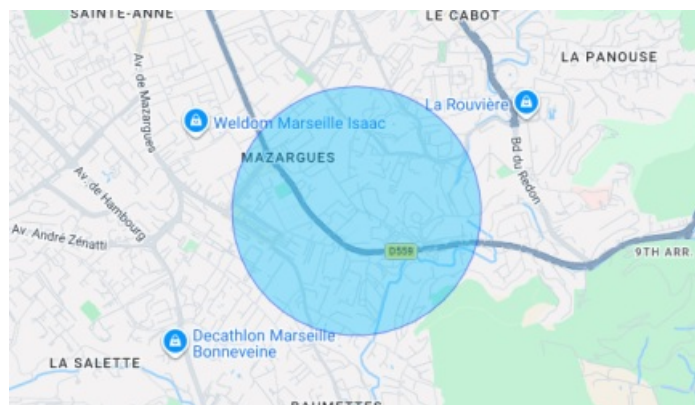 SAINTE-ANNE
LE CABOT
LA PANOUSE
Av. de Mazargues
La Rouvière
Weldom Marseille Isaac
Bd du Redon
MAZARGUES
Av. de Hambourg
Av. André Zénatti
D559
9TH ARR.
Decathlon Marseille
Bonneveine
LA SALETTE
BAUMETTES